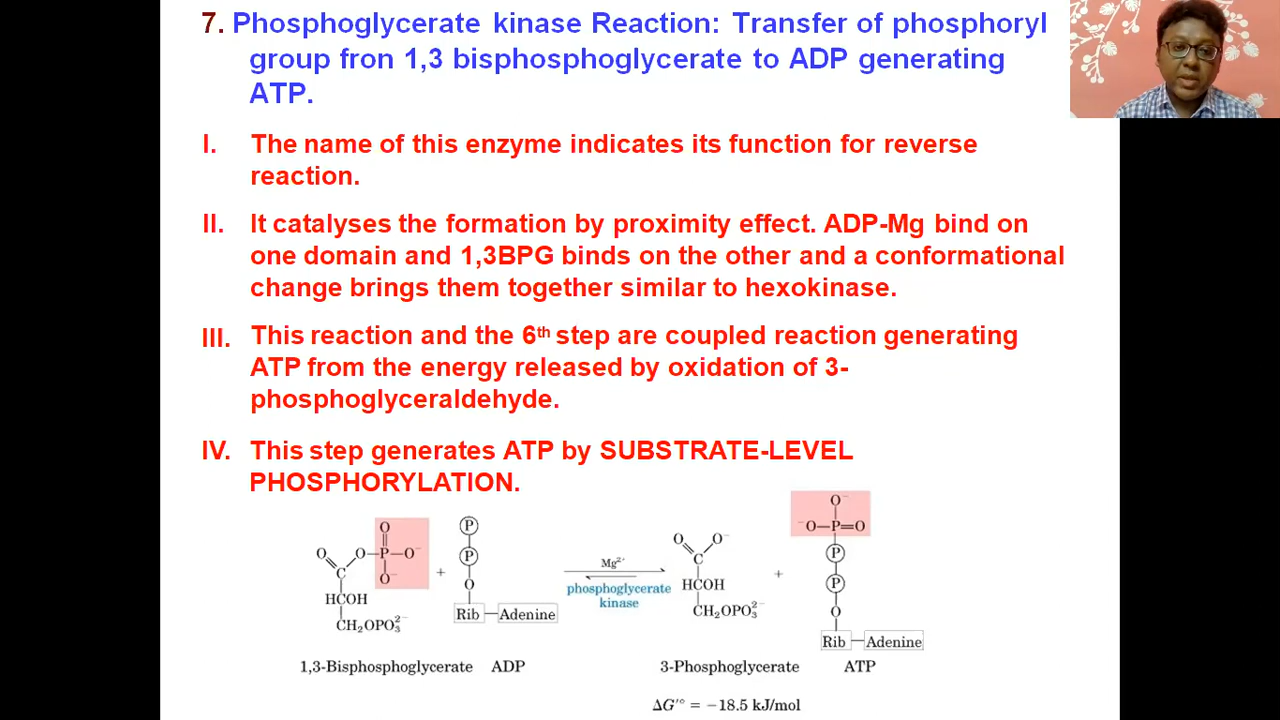 7. Phosphoglycerate kinase Reaction: Transfer of phosphoryl
group fron 1,3 bisphosphoglycerate to ADP generating
ATP.
I. The name of this enzyme indicates its function for reverse
reaction.
II. It catalyses the formation by proximity effect. ADP-Mg bind on
one domain and 1,3BPG binds on the other and a conformational
change brings them together similar to hexokinase.
III. This reaction and the 6th step are coupled reaction generating
ATP from the energy released by oxidation of 3-
phosphoglyceraldehyde.
IV. This step generates ATP by SUBSTRATE-LEVEL
PHOSPHORYLATION.
O O–P–O⁻
O
O⁻
C
HCOH
CH₂OPO₃²⁻
+
P
P
O
Rib–Adenine
Mg²⁺
phosphoglycerate
kinase
O O⁻
C
HCOH
CH₂OPO₃²⁻
+
O⁻
⁻O–P=O
P
P
O
Rib–Adenine
1,3-Bisphosphoglycerate ADP 3-Phosphoglycerate ATP
ΔG′° = −18.5 kJ/mol